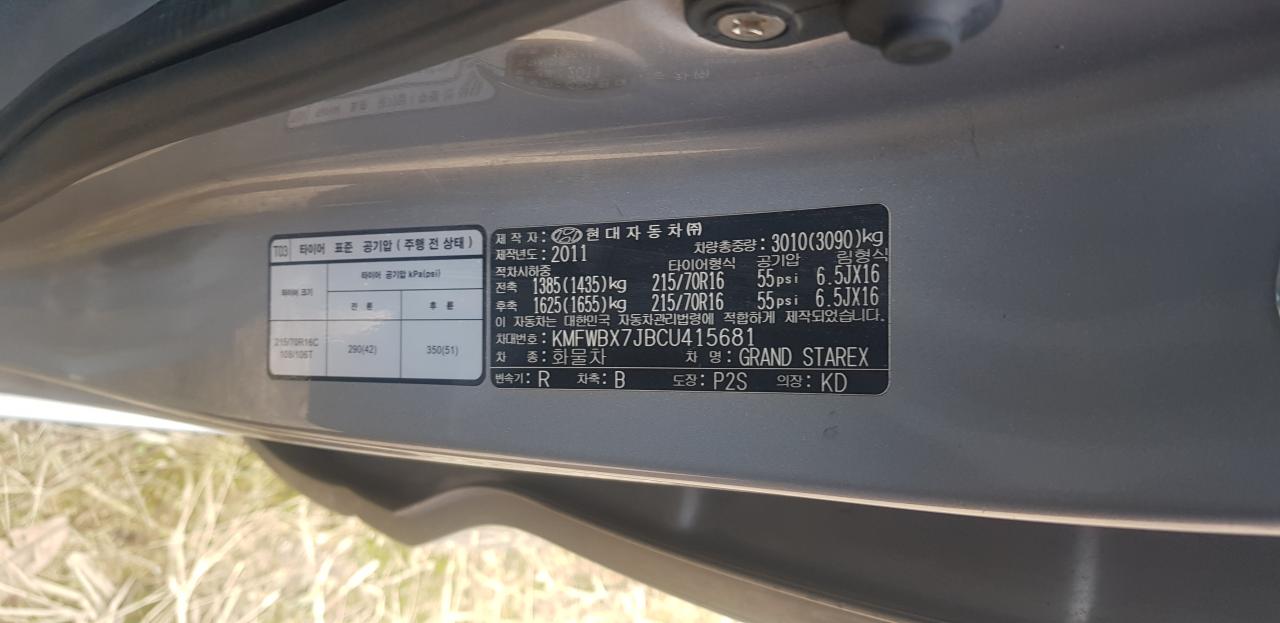 T03 타이어 표준 공기압 ( 주행 전 상태 )
타이어 크기
타이어 공기압 kPa(psi)
전 륜 후 륜
215/70R16C
108/106T
290(42) 350(51)
제 작 자: 현대자동차㈜
제작년도: 2011 차량총중량: 3010(3090)kg
적차시하중 타이어형식 공기압 림형식
전축 1385(1435)kg 215/70R16 55psi 6.5JX16
후축 1625(1655)kg 215/70R16 55psi 6.5JX16
이 자동차는 대한민국 자동차관리법령에 적합하게 제작되었습니다.
차대번호: KMFWBX7JBCU415681
차 종: 화물차 차 명: GRAND STAREX
변속기: R 차축: B 도장: P2S 의장: KD